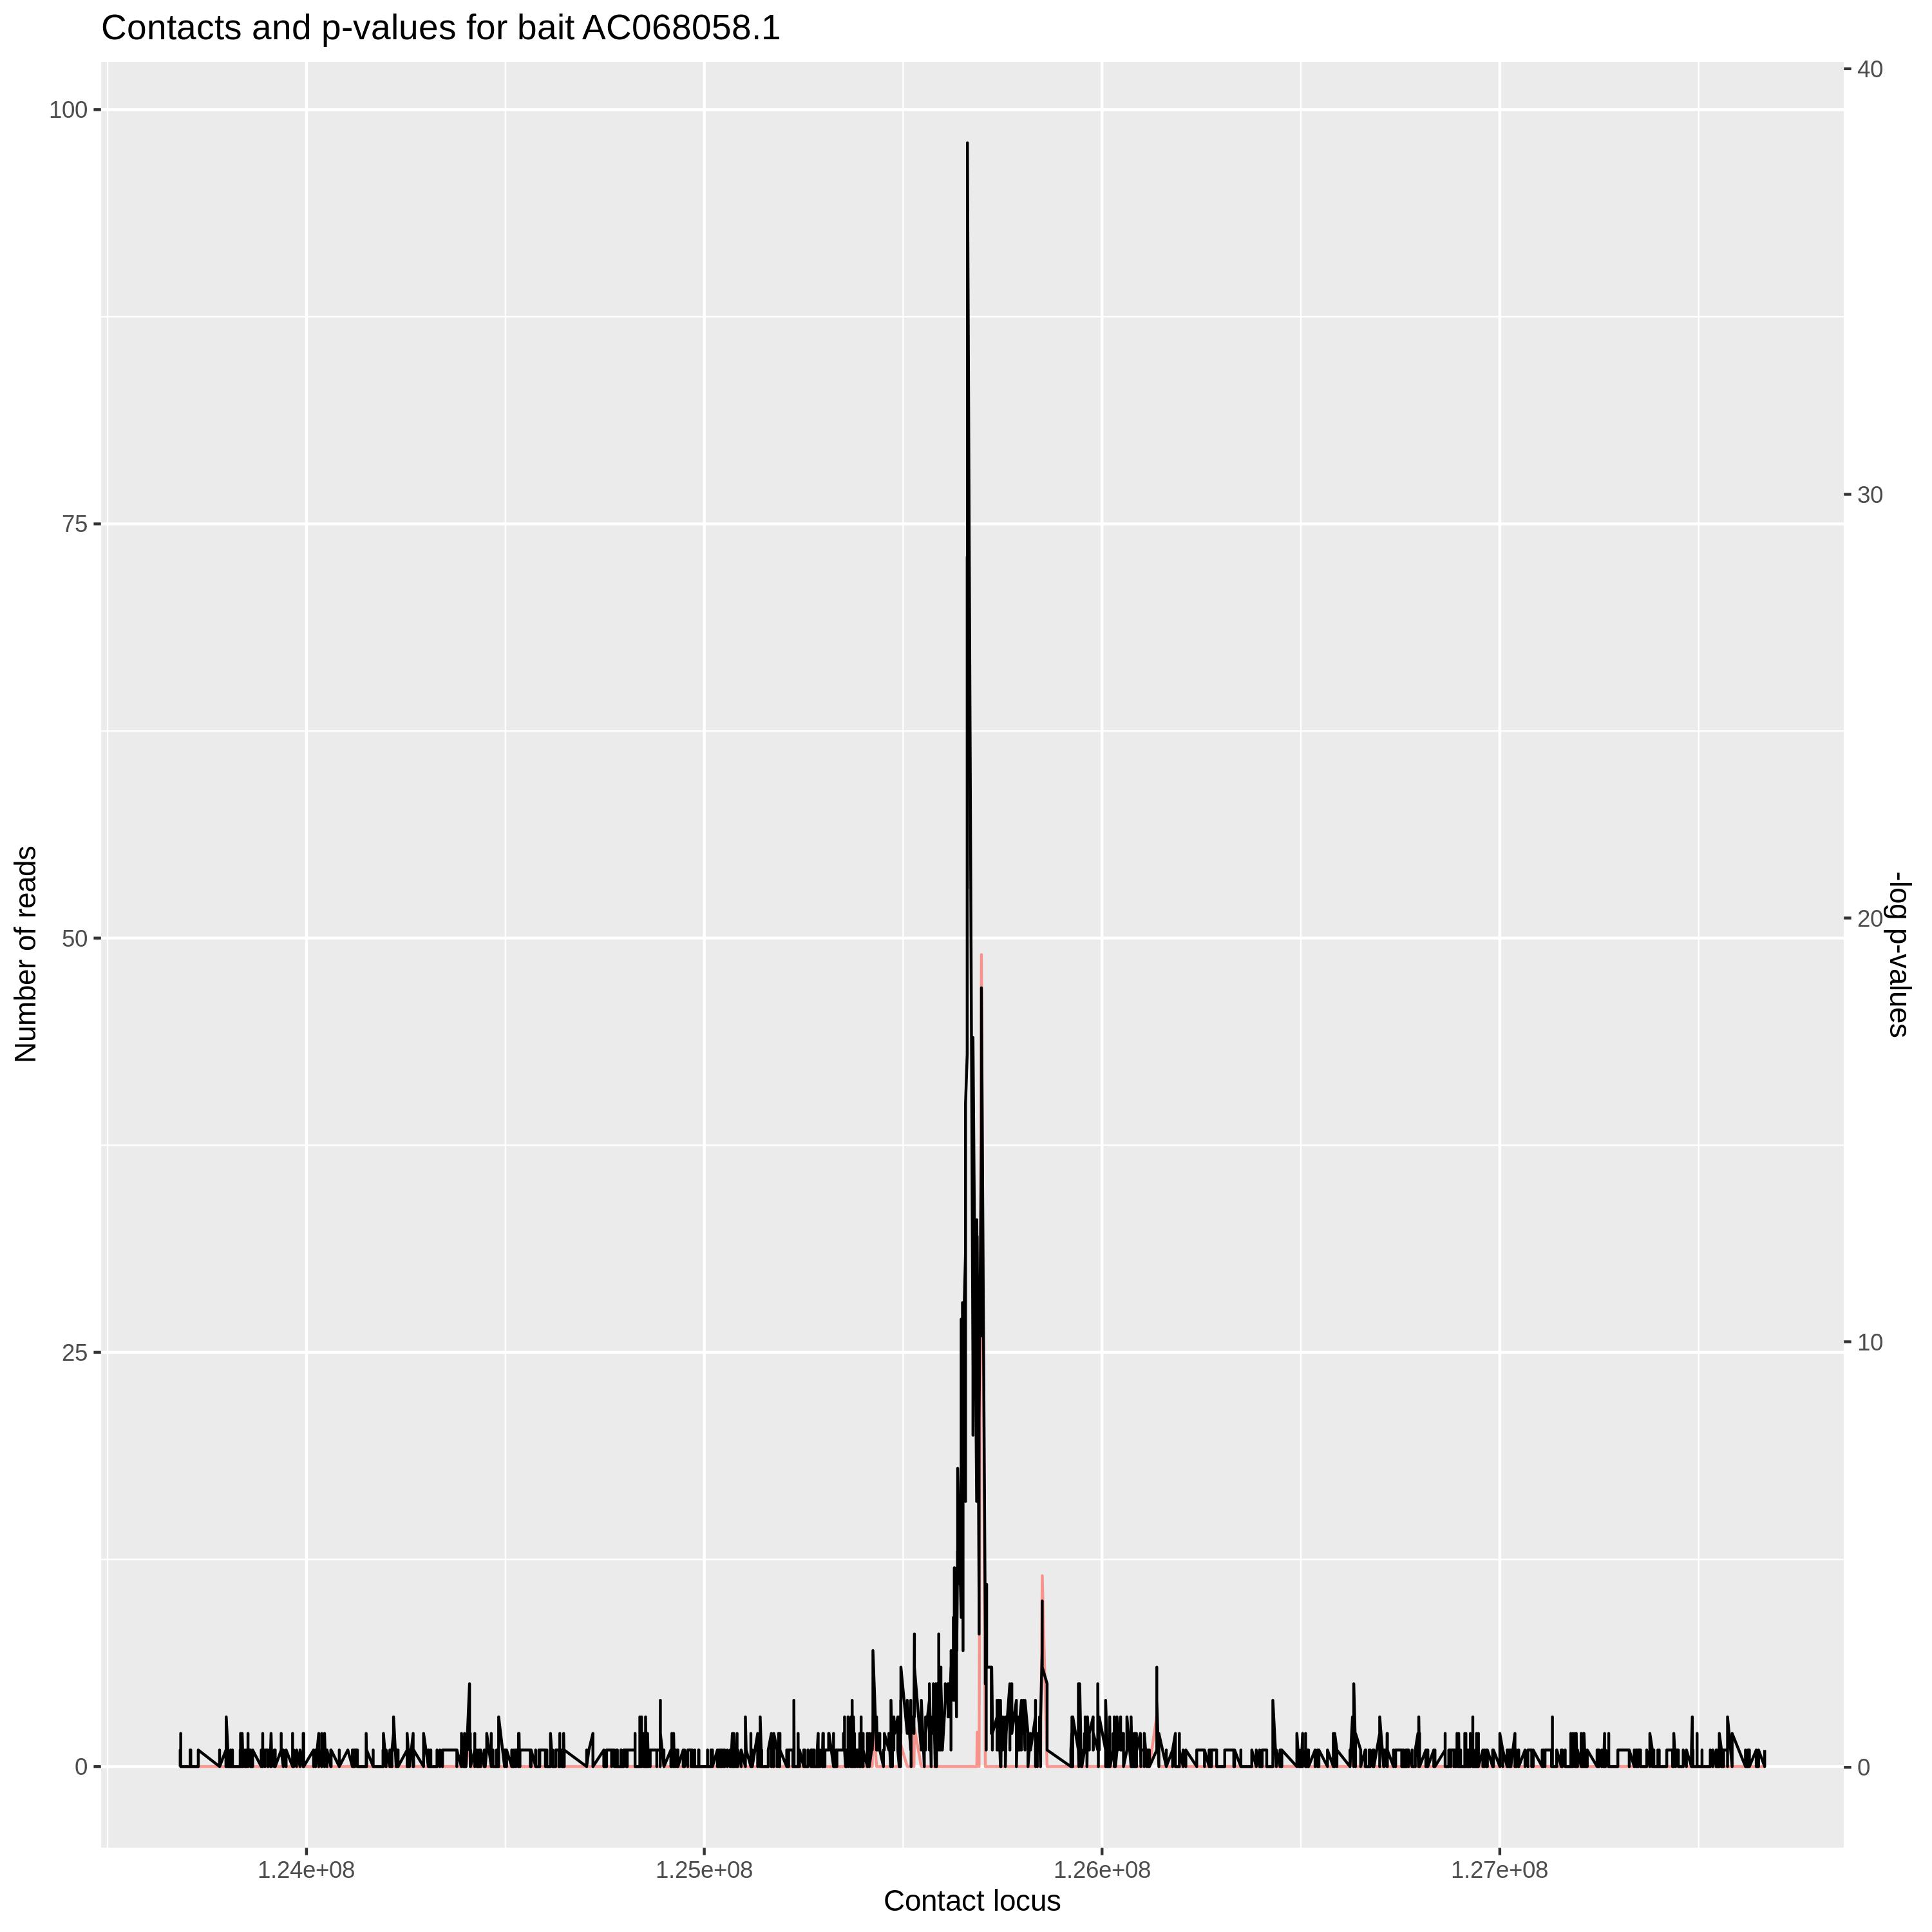 Contacts and p-values for bait AC068058.1
100
75
50
25
0
40
30
20
10
0
Number of reads
-log p-values
1.24e+08
1.25e+08
1.26e+08
1.27e+08
Contact locus